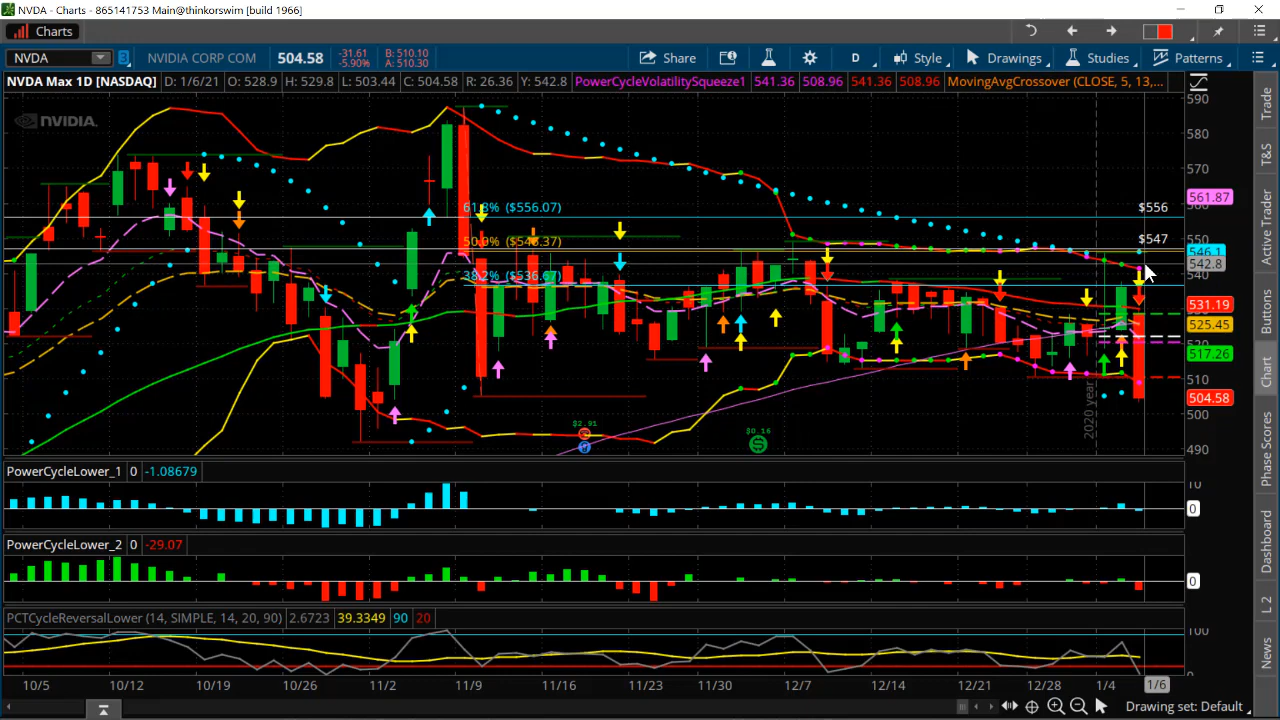 NVDA - Charts - 865141753 Main@thinkorswim [build 1966]
Charts
NVDA 3 NVIDIA CORP COM 504.58 -31.61 -5.90% B: 510.10 A: 510.30 Share D Style Drawings Studies Patterns
NVDA Max 1D [NASDAQ] D: 1/6/21 O: 528.9 H: 529.8 L: 503.44 C: 504.58 R: 26.36 Y: 542.8 PowerCycleVolatilitySqueeze1 541.36 508.96 541.36 508.96 MovingAvgCrossover (CLOSE, 5, 13,...
NVIDIA.
61.8% ($556.07)
50.0% ($546.37)
38.2% ($536.67)
$556
$547
590
580
570
561.87
550
546.1
542.8
540
531.19
525.45
520
517.26
510
504.58
500
490
$2.91
$0.16
$
2020 year
PowerCycleLower_1 0 -1.08679
10
0
PowerCycleLower_2 0 -29.07
0
PCTCycleReversalLower (14, SIMPLE, 14, 20, 90) 2.6723 39.3349 90 20
100
0
10/5 10/12 10/19 10/26 11/2 11/9 11/16 11/23 11/30 12/7 12/14 12/21 12/28 1/4 1/6
Drawing set: Default
Trade
T&S
Active Trader
Buttons
Chart
Phase Scores
Dashboard
L 2
News